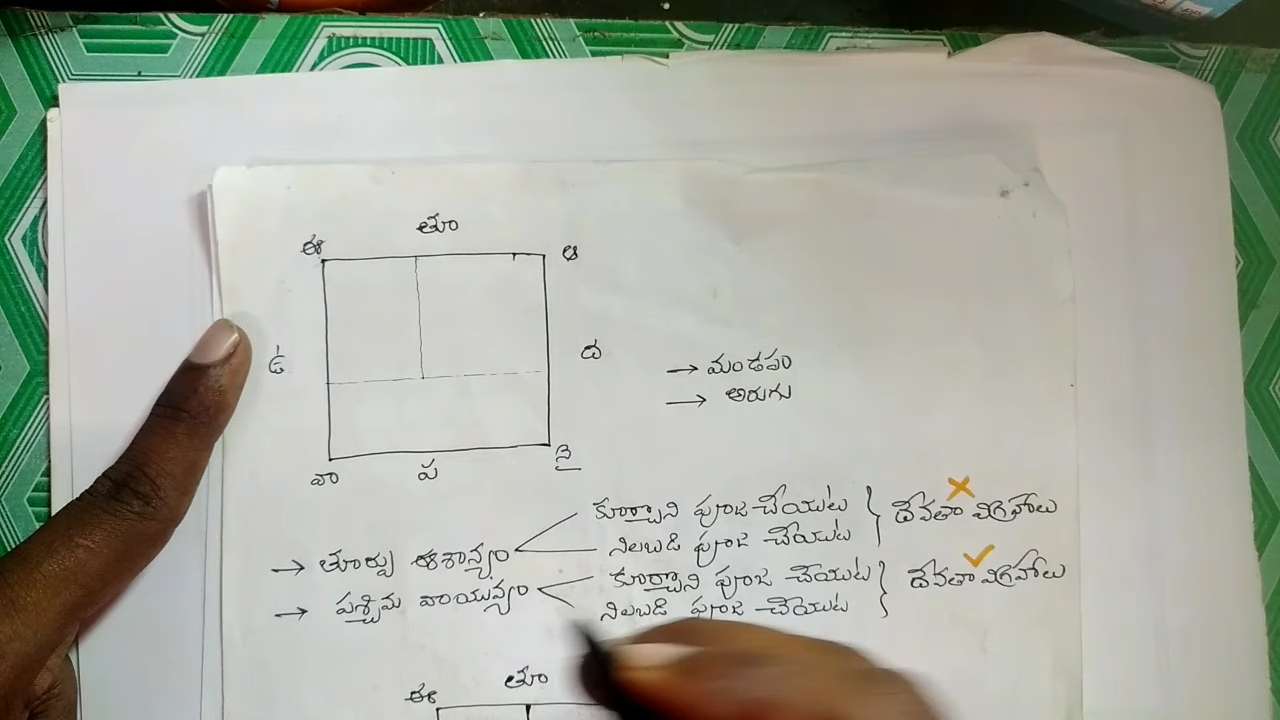 తూ
ఈ ఆ
ఉ ద
→ మండపం
→ అరుగు
వా ప నై
→ తూర్పు ఈశాన్యం
కూర్చొని పూజ చేయుట
నిలబడి పూజ చేయుట
} దేవతా విగ్రహాలు
→ పశ్చిమ వాయువ్యం
కూర్చొని పూజ చేయుట
నిలబడి పూజ చేయుట
} దేవతా విగ్రహాలు
ఈ తూ